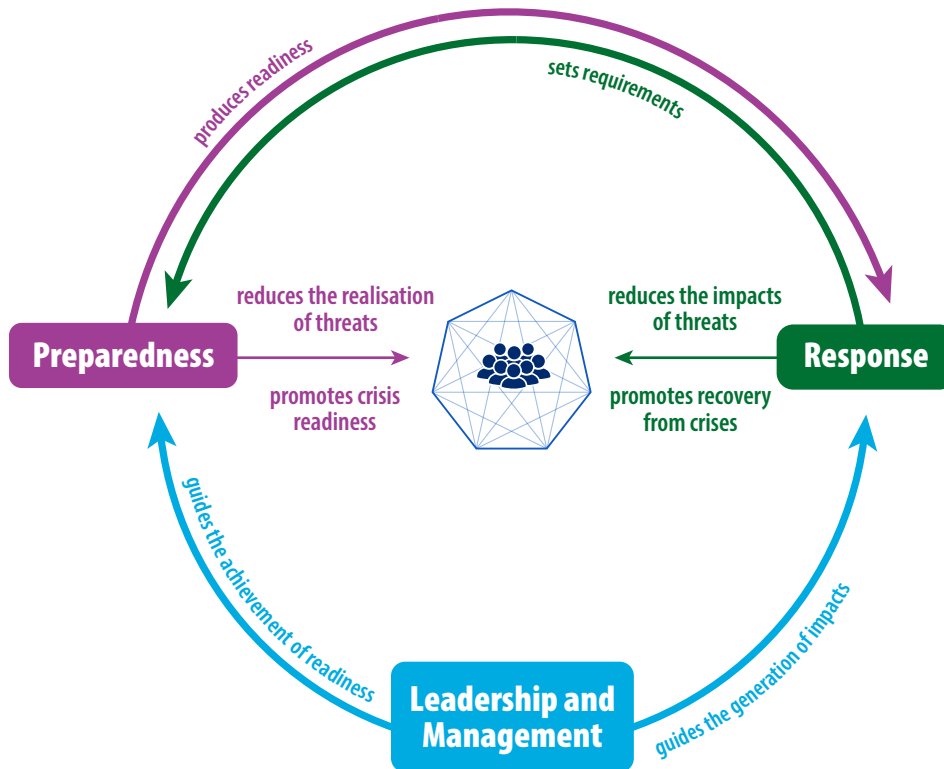 produces readiness
sets requirements
reduces the realisation
of threats
reduces the impacts
of threats
Preparedness
Response
promotes crisis
readiness
promotes recovery
from crises
guides the achievement of readiness
guides the generation of impacts
Leadership and
Management